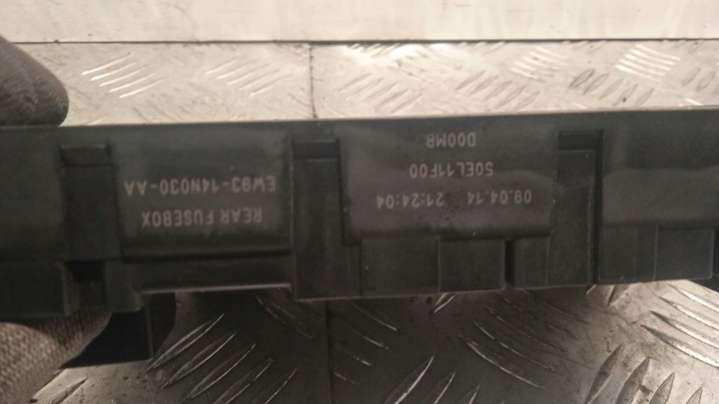 REAR FUSEBOX
EW93-14N030-AA
09.04.14 21:24:04
50EL11F00
D00MB